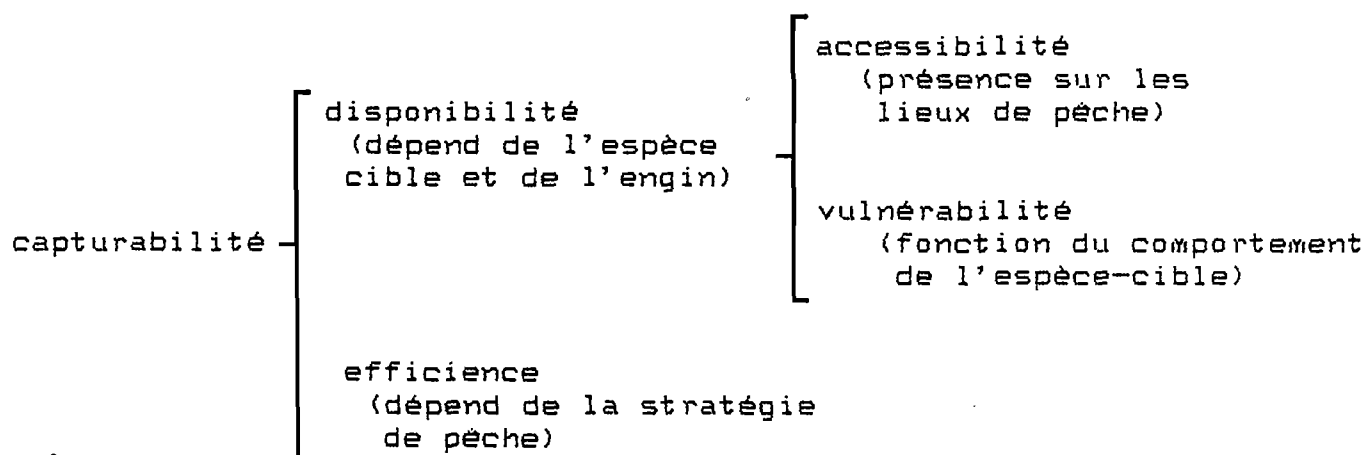 accessibilité
(présence sur les
lieux de pêche)
disponibilité
(dépend de l'espèce
cible et de l'engin)
vulnérabilité
(fonction du comportement
de l'espèce-cible)
capturabilité
efficience
(dépend de la stratégie
de pêche)